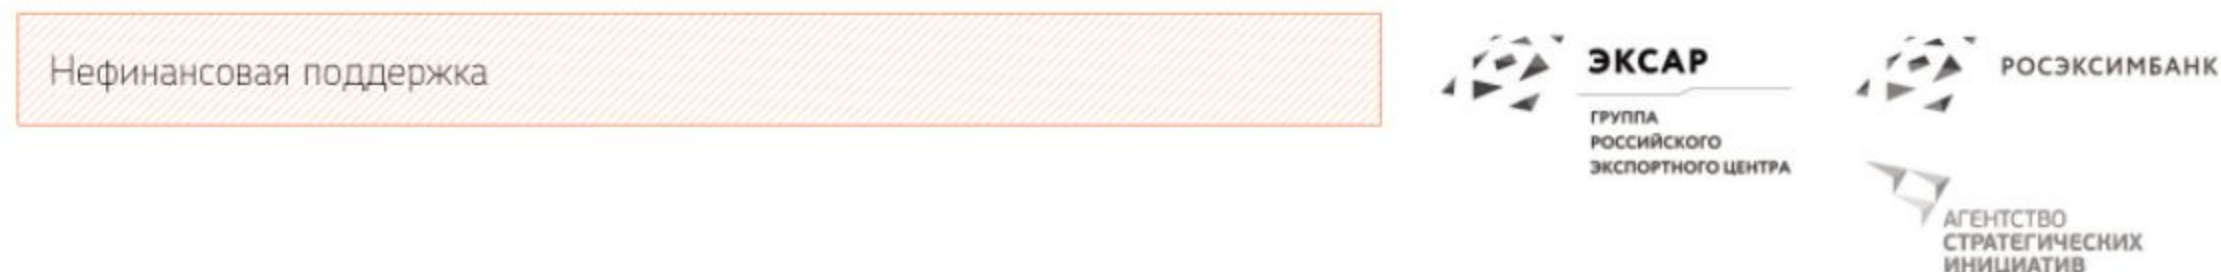 Нефинансовая поддержка
ЭКСАР
ГРУППА
РОССИЙСКОГО
ЭКСПОРТНОГО ЦЕНТРА
РОСЭКСИМБАНК
АГЕНТСТВО
СТРАТЕГИЧЕСКИХ
ИНИЦИАТИВ